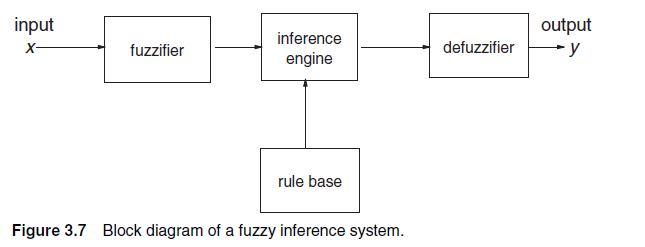 input
x
fuzzifier
inference
engine
defuzzifier
output
y
rule base
Figure 3.7 Block diagram of a fuzzy inference system.